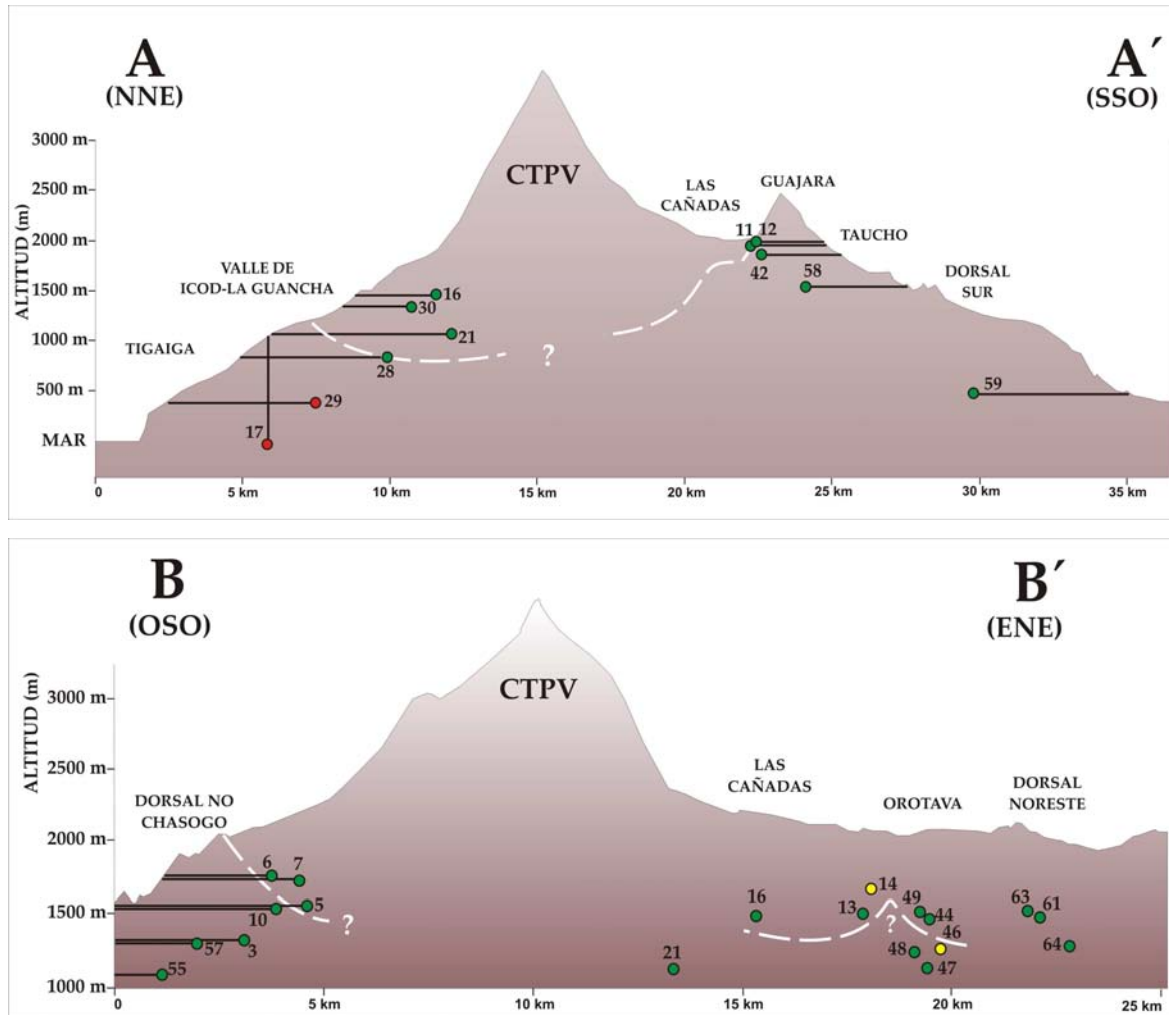 A
(NNE)
A´
(SSO)
ALTITUD (m)
3000 m
2500 m
2000 m
1500 m
1000 m
500 m
MAR
CTPV
LAS
CAÑADAS
GUAJARA
TAUCHO
DORSAL
SUR
VALLE DE
ICOD-LA GUANCHA
TIGAIGA
11 12
42
58
16
30
21
28
?
29
17
59
0 5 km 10 km 15 km 20 km 25 km 30 km 35 km
B
(OSO)
B´
(ENE)
ALTITUD (m)
3000 m
2500 m
2000 m
1500 m
1000 m
CTPV
DORSAL NO
CHASOGO
LAS
CAÑADAS
OROTAVA
DORSAL
NORESTE
6
7
5
10
?
57
3
55
16
21
14
13
49
44
?
46
48
47
63
61
64
0 5 km 10 km 15 km 20 km 25 km